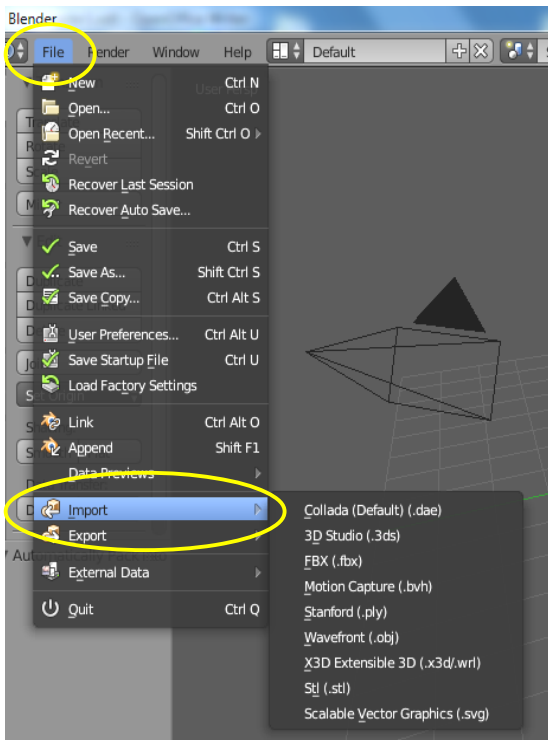 Blender
File Render Window Help Default
New Ctrl N
Open... Ctrl O
Open Recent... Shift Ctrl O
Revert
Recover Last Session
Recover Auto Save...
Save Ctrl S
Save As... Shift Ctrl S
Save Copy... Ctrl Alt S
User Preferences... Ctrl Alt U
Save Startup File Ctrl U
Load Factory Settings
Link Ctrl Alt O
Append Shift F1
Data Previews
Import
Export
External Data
Quit Ctrl Q
Collada (Default) (.dae)
3D Studio (.3ds)
FBX (.fbx)
Motion Capture (.bvh)
Stanford (.ply)
Wavefront (.obj)
X3D Extensible 3D (.x3d/.wrl)
Stl (.stl)
Scalable Vector Graphics (.svg)